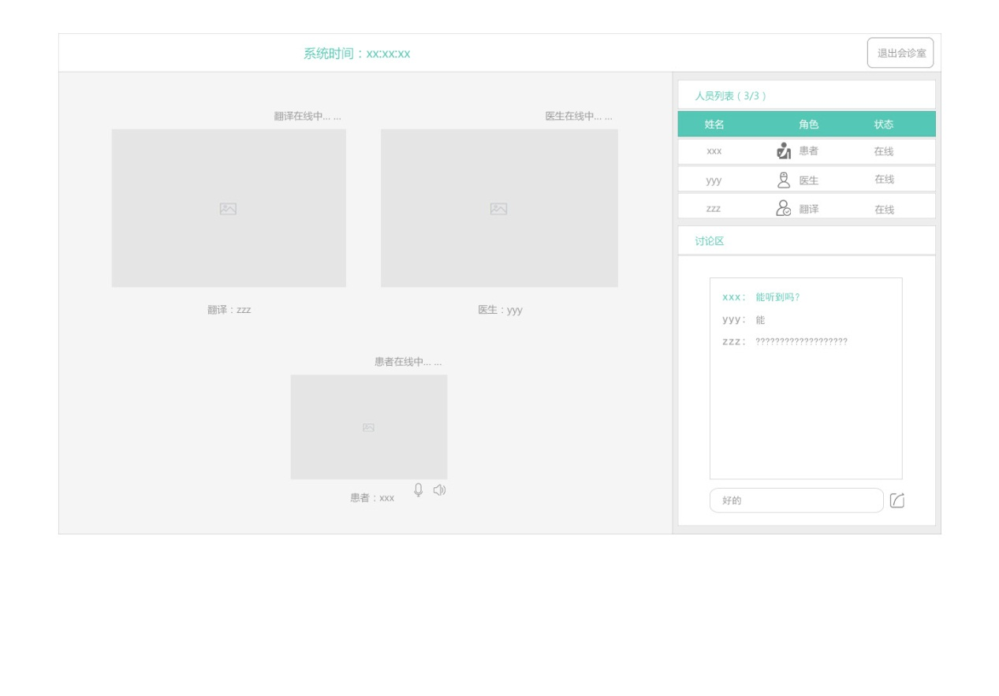 系统时间：xx:xx:xx
退出会诊室
翻译在线中... ...
医生在线中... ...
翻译：zzz
医生：yyy
患者在线中... ...
患者：xxx
人员列表（3/3）
姓名 角色 状态
xxx 患者 在线
yyy 医生 在线
zzz 翻译 在线
讨论区
xxx： 能听到吗?
yyy： 能
zzz： ???????????????????
好的